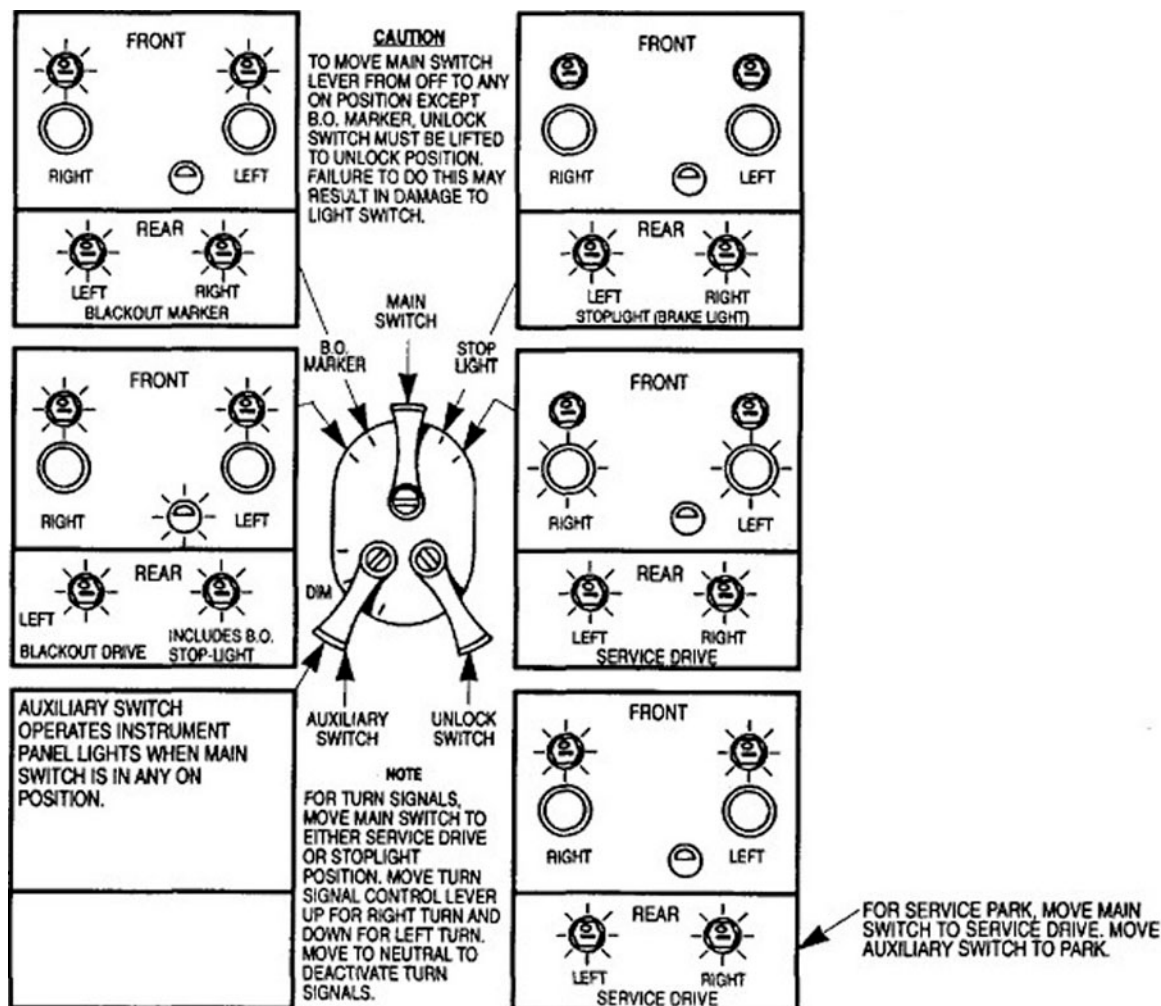 FRONT
RIGHT
LEFT
REAR
LEFT
RIGHT
BLACKOUT MARKER
CAUTION
TO MOVE MAIN SWITCH
LEVER FROM OFF TO ANY
ON POSITION EXCEPT
B.O. MARKER, UNLOCK
SWITCH MUST BE LIFTED
TO UNLOCK POSITION.
FAILURE TO DO THIS MAY
RESULT IN DAMAGE TO
LIGHT SWITCH.
FRONT
RIGHT
LEFT
REAR
LEFT
RIGHT
STOPLIGHT (BRAKE LIGHT)
MAIN
SWITCH
B.O.
MARKER
STOP
LIGHT
FRONT
RIGHT
LEFT
REAR
LEFT
INCLUDES B.O.
BLACKOUT DRIVE STOP-LIGHT
DIM
FRONT
RIGHT
LEFT
REAR
LEFT
RIGHT
SERVICE DRIVE
AUXILIARY SWITCH
OPERATES INSTRUMENT
PANEL LIGHTS WHEN MAIN
SWITCH IS IN ANY ON
POSITION.
AUXILIARY
SWITCH
UNLOCK
SWITCH
NOTE
FOR TURN SIGNALS,
MOVE MAIN SWITCH TO
EITHER SERVICE DRIVE
OR STOPLIGHT
POSITION. MOVE TURN
SIGNAL CONTROL LEVER
UP FOR RIGHT TURN AND
DOWN FOR LEFT TURN.
MOVE TO NEUTRAL TO
DEACTIVATE TURN
SIGNALS.
FRONT
RIGHT
LEFT
REAR
LEFT
RIGHT
SERVICE DRIVE
FOR SERVICE PARK, MOVE MAIN
SWITCH TO SERVICE DRIVE. MOVE
AUXILIARY SWITCH TO PARK.